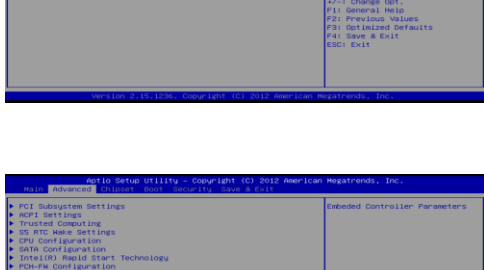 +/-: Change Opt.
F1: General Help
F2: Previous Values
F3: Optimized Defaults
F4: Save & Exit
ESC: Exit
Version 2.15.1236. Copyright (C) 2012 American Megatrends, Inc.
Aptio Setup Utility - Copyright (C) 2012 American Megatrends, Inc.
Main Advanced Chipset Boot Security Save & Exit
PCI Subsystem Settings
ACPI Settings
Trusted Computing
S5 RTC Wake Settings
CPU Configuration
SATA Configuration
Intel(R) Rapid Start Technology
PCH-FW Configuration
Embeded Controller Parameters